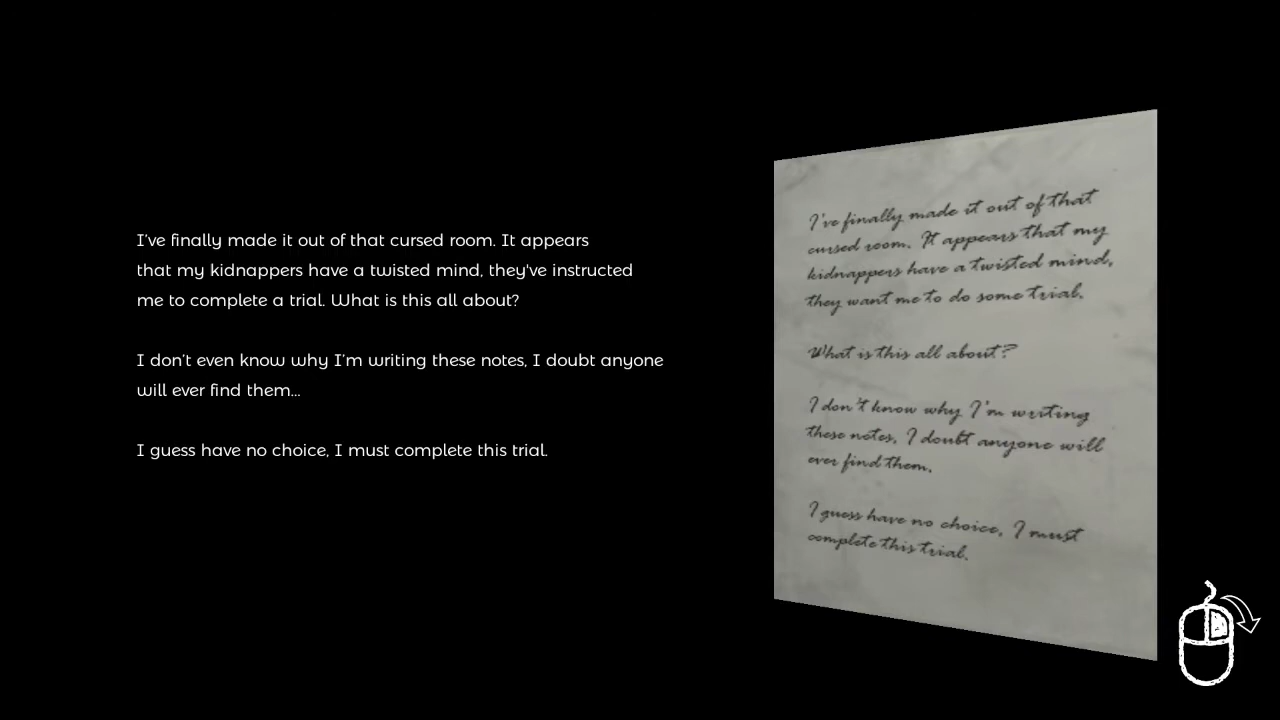 I've finally made it out of that cursed room. It appears
that my kidnappers have a twisted mind, they've instructed
me to complete a trial. What is this all about?
I don't even know why I'm writing these notes, I doubt anyone
will ever find them...
I guess have no choice, I must complete this trial.
I've finally made it out of that
cursed room. It appears that my
kidnappers have a twisted mind,
they want me to do some trial.
What is this all about?
I don't know why I'm writing
these notes, I doubt anyone will
ever find them.
I guess have no choice, I must
complete this trial.